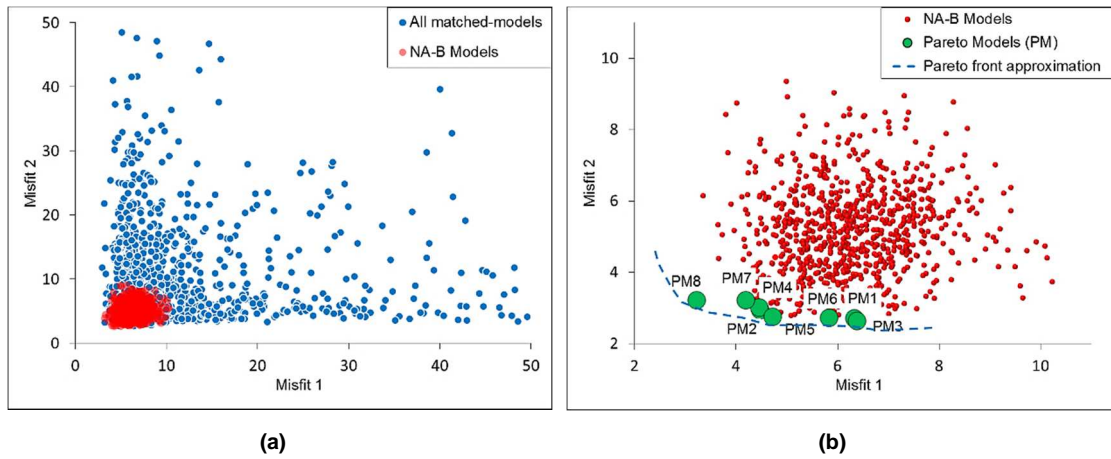 50
40
30
20
10
0
Misfit 2
0 10 20 30 40 50
Misfit 1
All matched-models
NA-B Models
(a)
10
8
6
4
2
Misfit 2
2 4 6 8 10
Misfit 1
NA-B Models
Pareto Models (PM)
Pareto front approximation
PM8
PM7
PM4
PM6
PM1
PM2
PM5
PM3
(b)